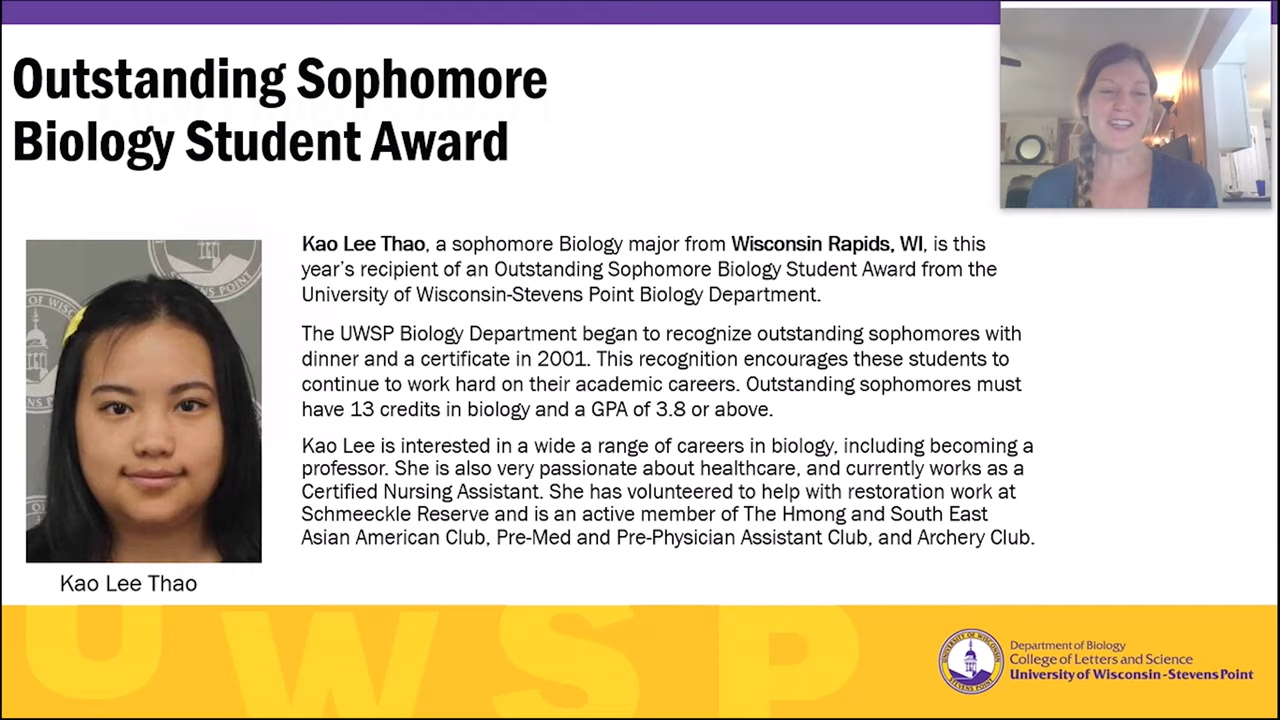 Outstanding Sophomore
Biology Student Award
Kao Lee Thao, a sophomore Biology major from Wisconsin Rapids, WI, is this
year's recipient of an Outstanding Sophomore Biology Student Award from the
University of Wisconsin-Stevens Point Biology Department.
The UWSP Biology Department began to recognize outstanding sophomores with
dinner and a certificate in 2001. This recognition encourages these students to
continue to work hard on their academic careers. Outstanding sophomores must
have 13 credits in biology and a GPA of 3.8 or above.
Kao Lee is interested in a wide a range of careers in biology, including becoming a
professor. She is also very passionate about healthcare, and currently works as a
Certified Nursing Assistant. She has volunteered to help with restoration work at
Schmeeckle Reserve and is an active member of The Hmong and South East
Asian American Club, Pre-Med and Pre-Physician Assistant Club, and Archery Club.
Kao Lee Thao
UWSP
UNIVERSITY OF WISCONSIN
STEVENS POINT
Department of Biology
College of Letters and Science
University of Wisconsin-Stevens Point